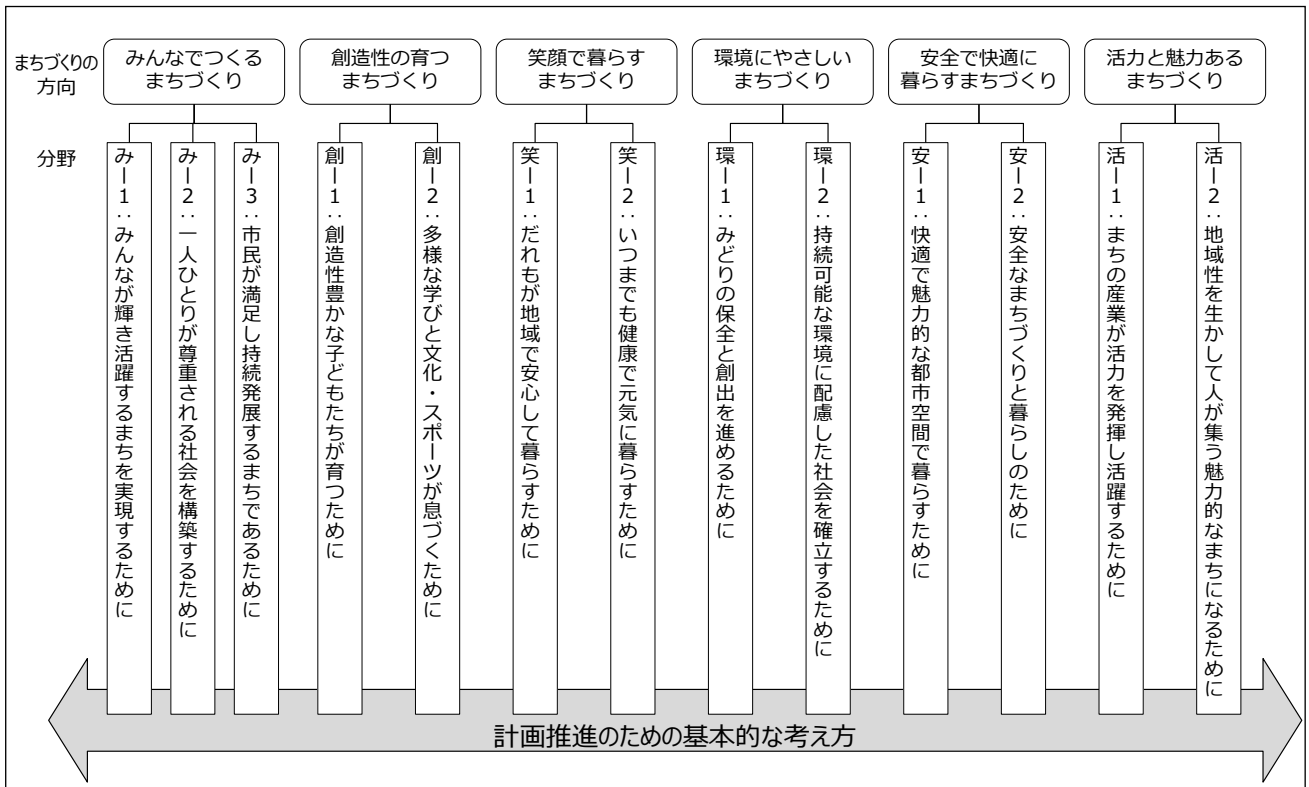 まちづくりの
方向
みんなでつくる
まちづくり
創造性の育つ
まちづくり
笑顔で暮らす
まちづくり
環境にやさしい
まちづくり
安全で快適に
暮らすまちづくり
活力と魅力ある
まちづくり
分野
みー1：みんなが輝き活躍するまちを実現するために
みー2：一人ひとりが尊重される社会を構築するために
みー3：市民が満足し持続発展するまちであるために
創ー1：創造性豊かな子どもたちが育つために
創ー2：多様な学びと文化・スポーツが息づくために
笑ー1：だれもが地域で安心して暮らすために
笑ー2：いつまでも健康で元気に暮らすために
環ー1：みどりの保全と創出を進めるために
環ー2：持続可能な環境に配慮した社会を確立するために
安ー1：快適で魅力的な都市空間で暮らすために
安ー2：安全なまちづくりと暮らしのために
活ー1：まちの産業が活力を発揮し活躍するために
活ー2：地域性を生かして人が集う魅力的なまちになるために
計画推進のための基本的な考え方